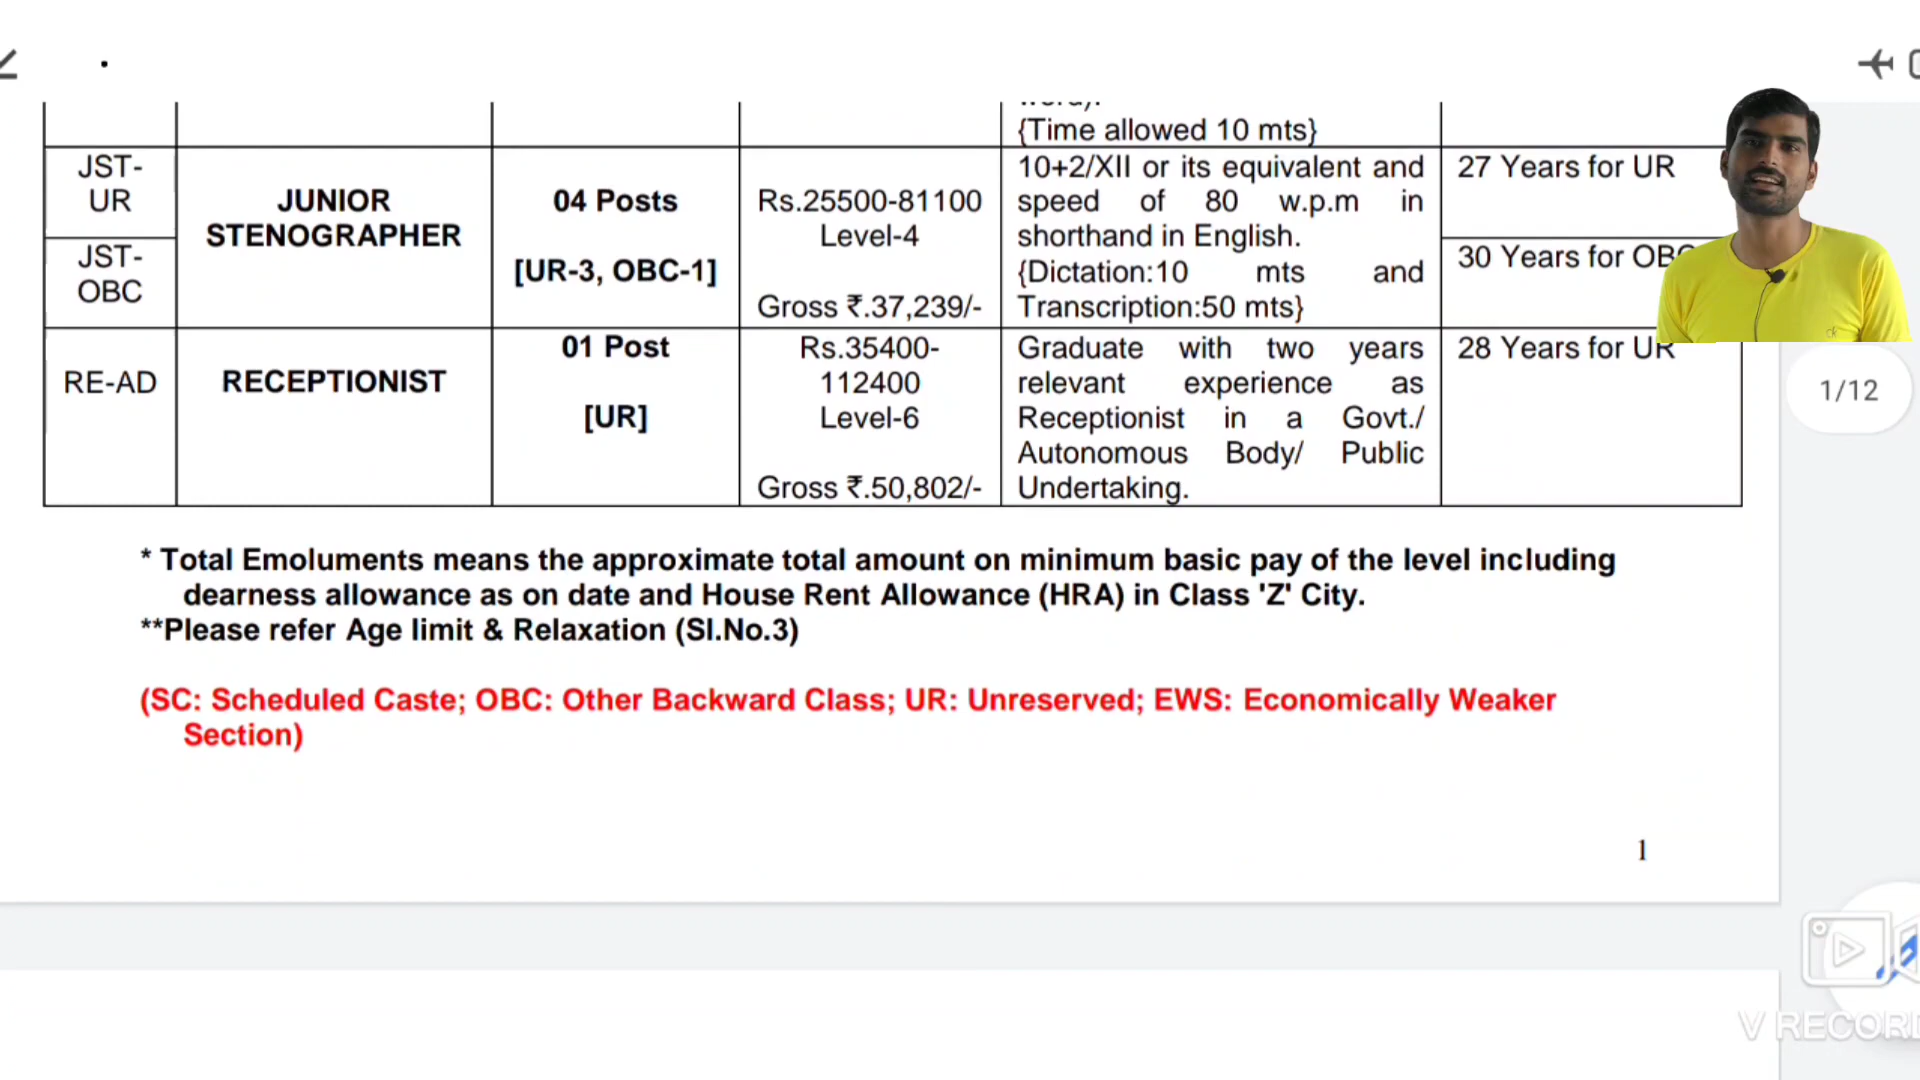 {Time allowed 10 mts}
JST-
UR
JST-
OBC
JUNIOR
STENOGRAPHER
04 Posts
[UR-3, OBC-1]
Rs.25500-81100
Level-4
Gross ₹.37,239/-
10+2/XII or its equivalent and
speed of 80 w.p.m in
shorthand in English.
{Dictation:10 mts and
Transcription:50 mts}
27 Years for UR
30 Years for OBC
RE-AD
RECEPTIONIST
01 Post
[UR]
Rs.35400-
112400
Level-6
Gross ₹.50,802/-
Graduate with two years
relevant experience as
Receptionist in a Govt./
Autonomous Body/ Public
Undertaking.
28 Years for UR
1/12
* Total Emoluments means the approximate total amount on minimum basic pay of the level including
dearness allowance as on date and House Rent Allowance (HRA) in Class 'Z' City.
**Please refer Age limit & Relaxation (Sl.No.3)
(SC: Scheduled Caste; OBC: Other Backward Class; UR: Unreserved; EWS: Economically Weaker
Section)
1
V RECORD